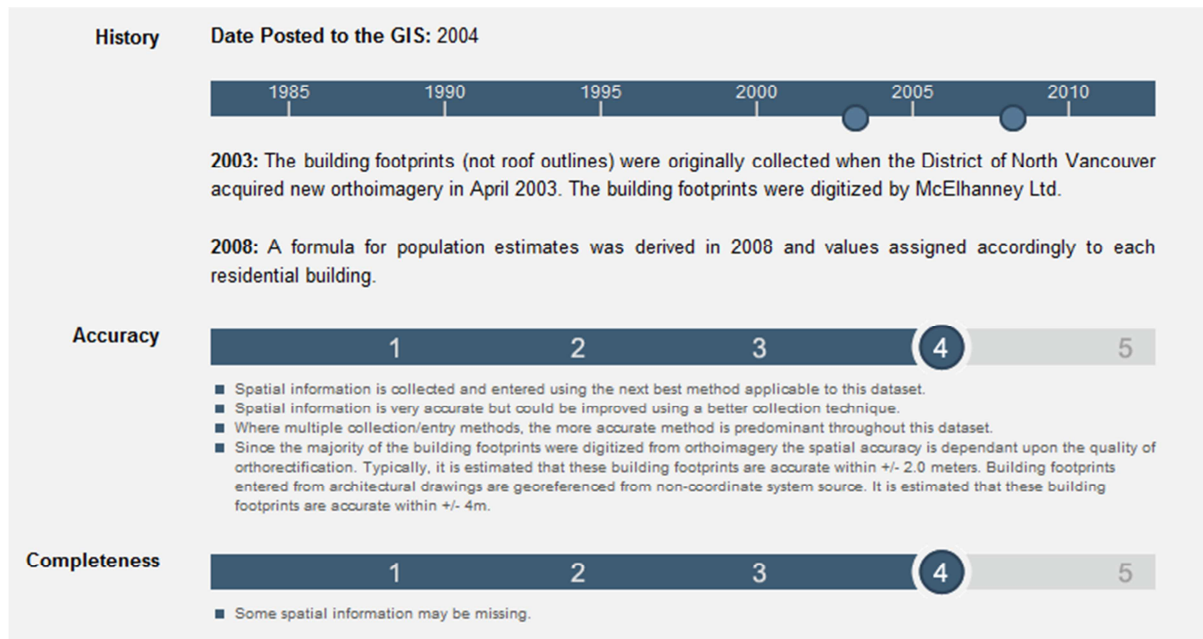 History
Date Posted to the GIS: 2004
1985 1990 1995 2000 2005 2010
2003: The building footprints (not roof outlines) were originally collected when the District of North Vancouver
acquired new orthoimagery in April 2003. The building footprints were digitized by McElhanney Ltd.
2008: A formula for population estimates was derived in 2008 and values assigned accordingly to each
residential building.
Accuracy
1 2 3 4 5
Spatial information is collected and entered using the next best method applicable to this dataset.
Spatial information is very accurate but could be improved using a better collection technique.
Where multiple collection/entry methods, the more accurate method is predominant throughout this dataset.
Since the majority of the building footprints were digitized from orthoimagery the spatial accuracy is dependant upon the quality of
orthorectification. Typically, it is estimated that these building footprints are accurate within +/- 2.0 meters. Building footprints
entered from architectural drawings are georeferenced from non-coordinate system source. It is estimated that these building
footprints are accurate within +/- 4m.
Completeness
1 2 3 4 5
Some spatial information may be missing.